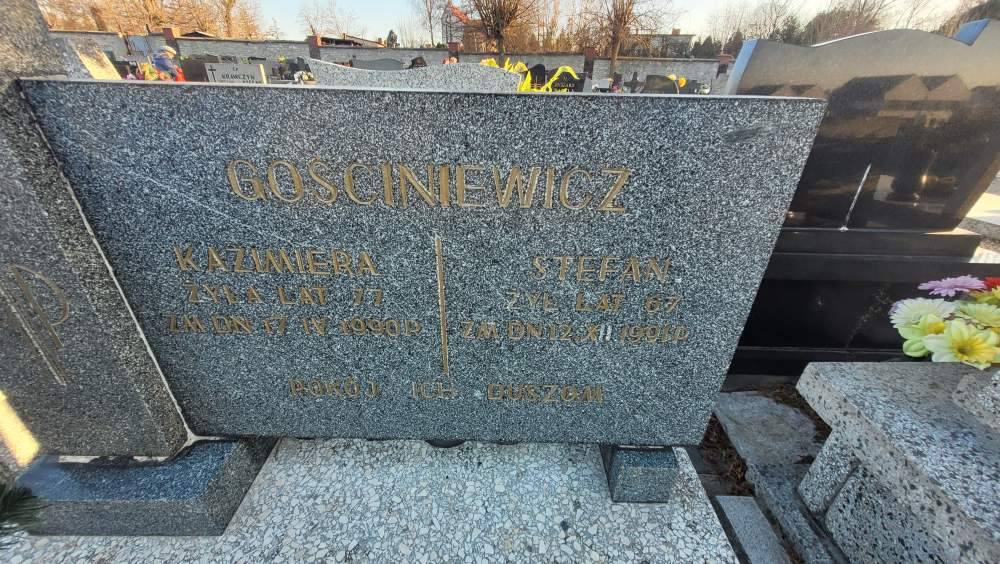 GOŚCINIEWICZ
KAZIMIERA
ŻYŁA LAT 77
ZM. DN. 17 IV 1990 R.
STEFAN
ŻYŁ LAT 67
ZM. DN. 12. XII
POKÓJ ICH DUSZOM